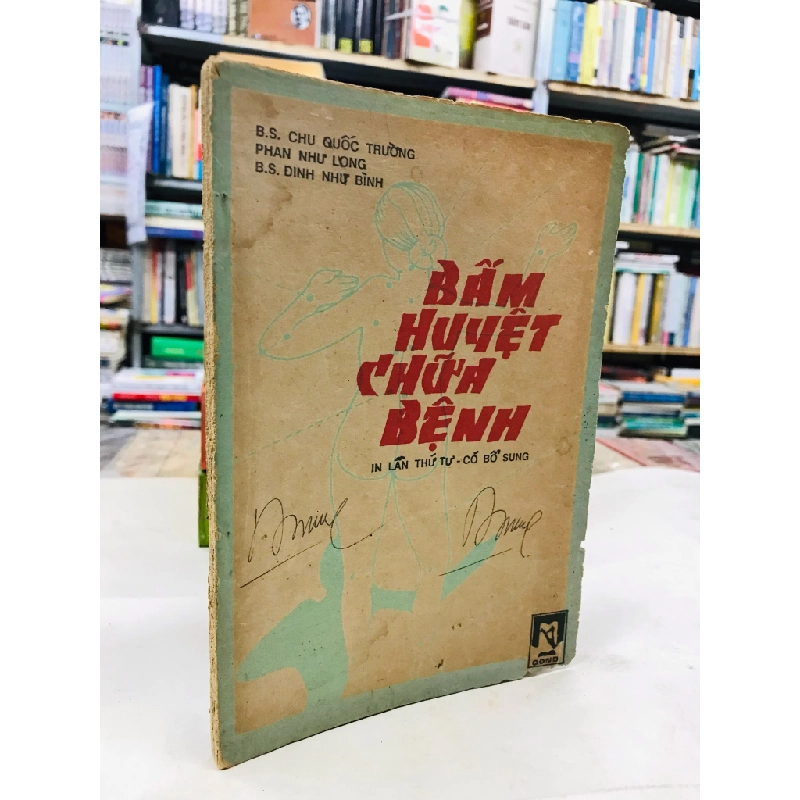 B.S. CHU QUỐC TRƯỜNG
PHAN NHƯ LONG
B.S. ĐINH NHƯ BÌNH
BẤM
HUYỆT
CHỮA
BỆNH
IN LẦN THỨ TƯ - CÓ BỔ SUNG